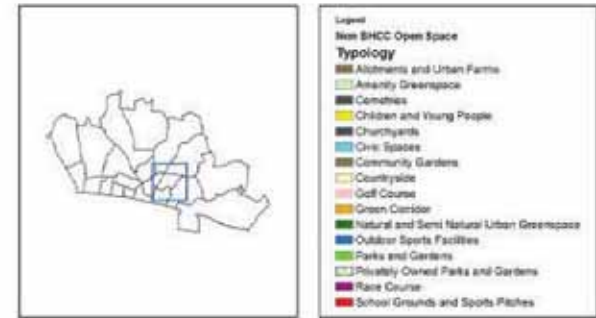 Legend
Non BHCC Open Space
Typology
Allotments and Urban Farms
Amenity Greenspace
Cemetries
Children and Young People
Churchyards
Civic Spaces
Community Gardens
Countryside
Golf Course
Green Corridor
Natural and Semi Natural Urban Greenspace
Outdoor Sports Facilities
Parks and Gardens
Privately Owned Parks and Gardens
Race Course
School Grounds and Sports Pitches